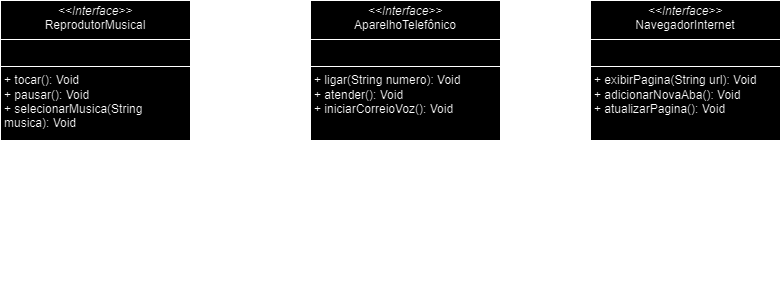 <<Interface>>
ReprodutorMusical
+ tocar(): Void
+ pausar(): Void
+ selecionarMusica(String
musica): Void
<<Interface>>
AparelhoTelefônico
+ ligar(String numero): Void
+ atender(): Void
+ iniciarCorreioVoz(): Void
<<Interface>>
NavegadorInternet
+ exibirPagina(String url): Void
+ adicionarNovaAba(): Void
+ atualizarPagina(): Void